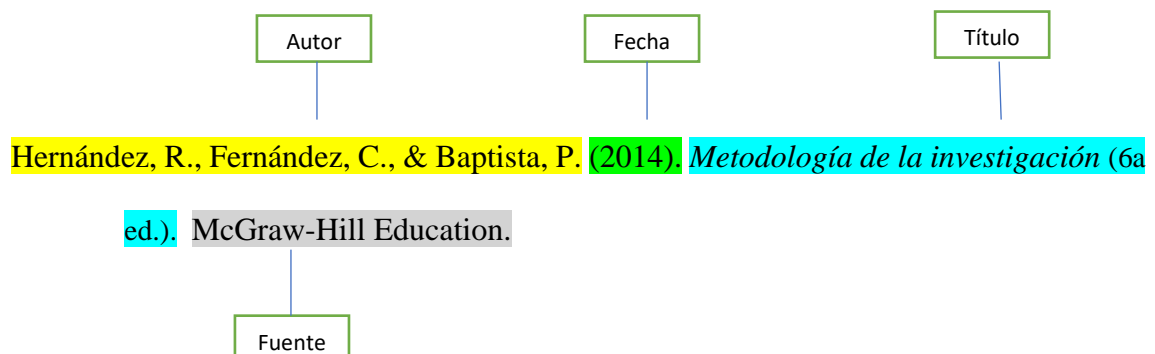 Autor Fecha Título
Hernández, R., Fernández, C., & Baptista, P. (2014). Metodología de la investigación (6a
ed.). McGraw-Hill Education.
Fuente